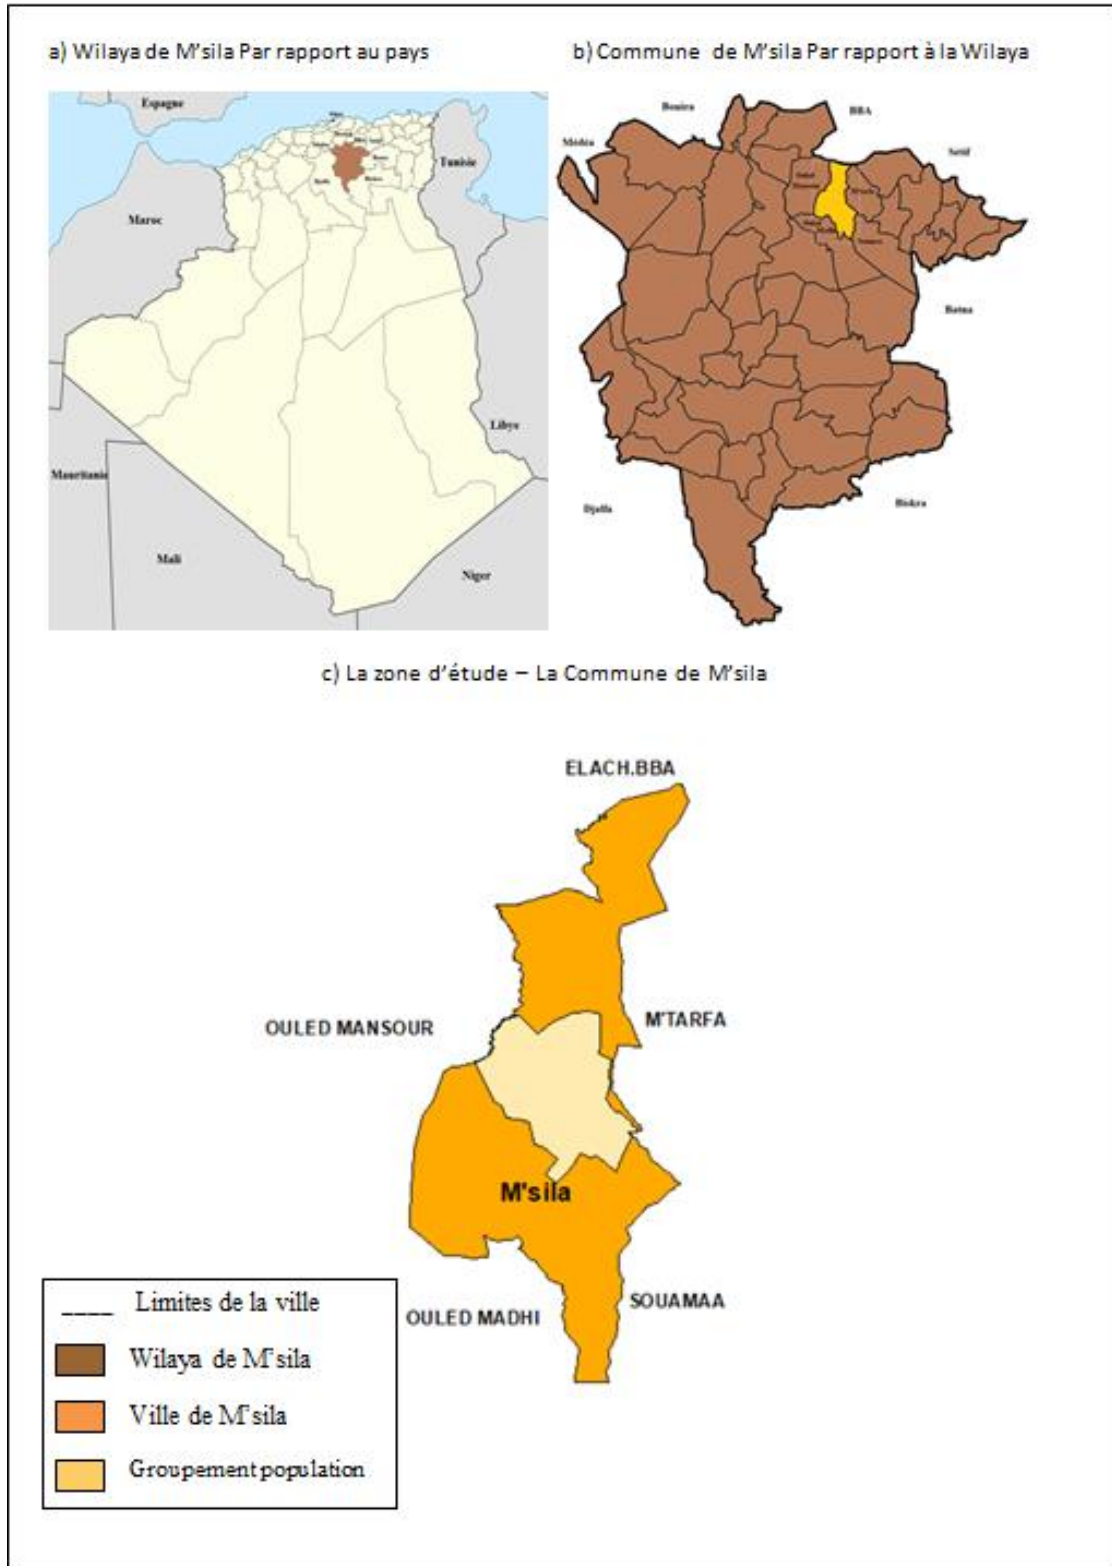 a) Wilaya de M'sila Par rapport au pays
b) Commune de M'sila Par rapport à la Wilaya
Espagne
Tunisie
Maroc
Libye
Mauritanie
Mali
Niger
Bouira
BBA
Médéa
Sétif
Batna
Djelfa
Biskra
c) La zone d'étude – La Commune de M'sila
ELACH.BBA
OULED MANSOUR
M'TARFA
M'sila
OULED MADHI
SOUAMAA
Limites de la ville
Wilaya de M'sila
Ville de M'sila
Groupement population